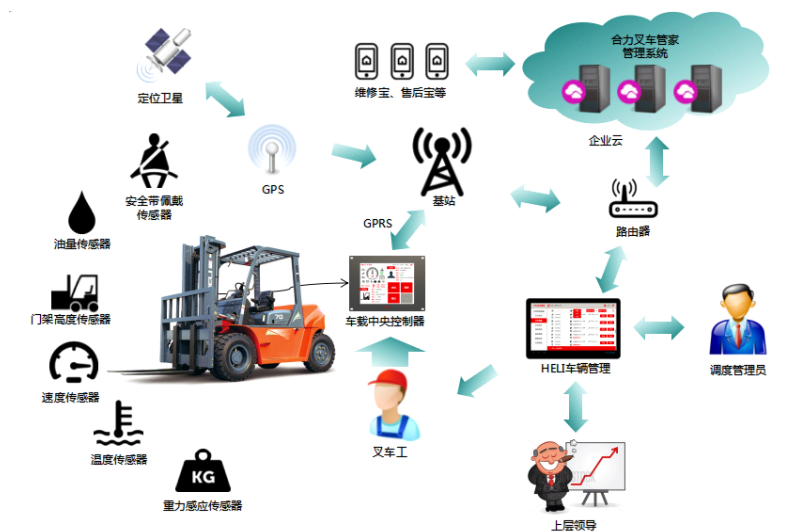 合力叉车管家
管理系统
定位卫星
维修宝、售后宝等
企业云
GPS
基站
安全带佩戴
传感器
路由器
GPRS
油量传感器
门架高度传感器
车载中央控制器
HELI车辆管理
调度管理员
速度传感器
叉车工
温度传感器
KG
重力感应传感器
上层领导